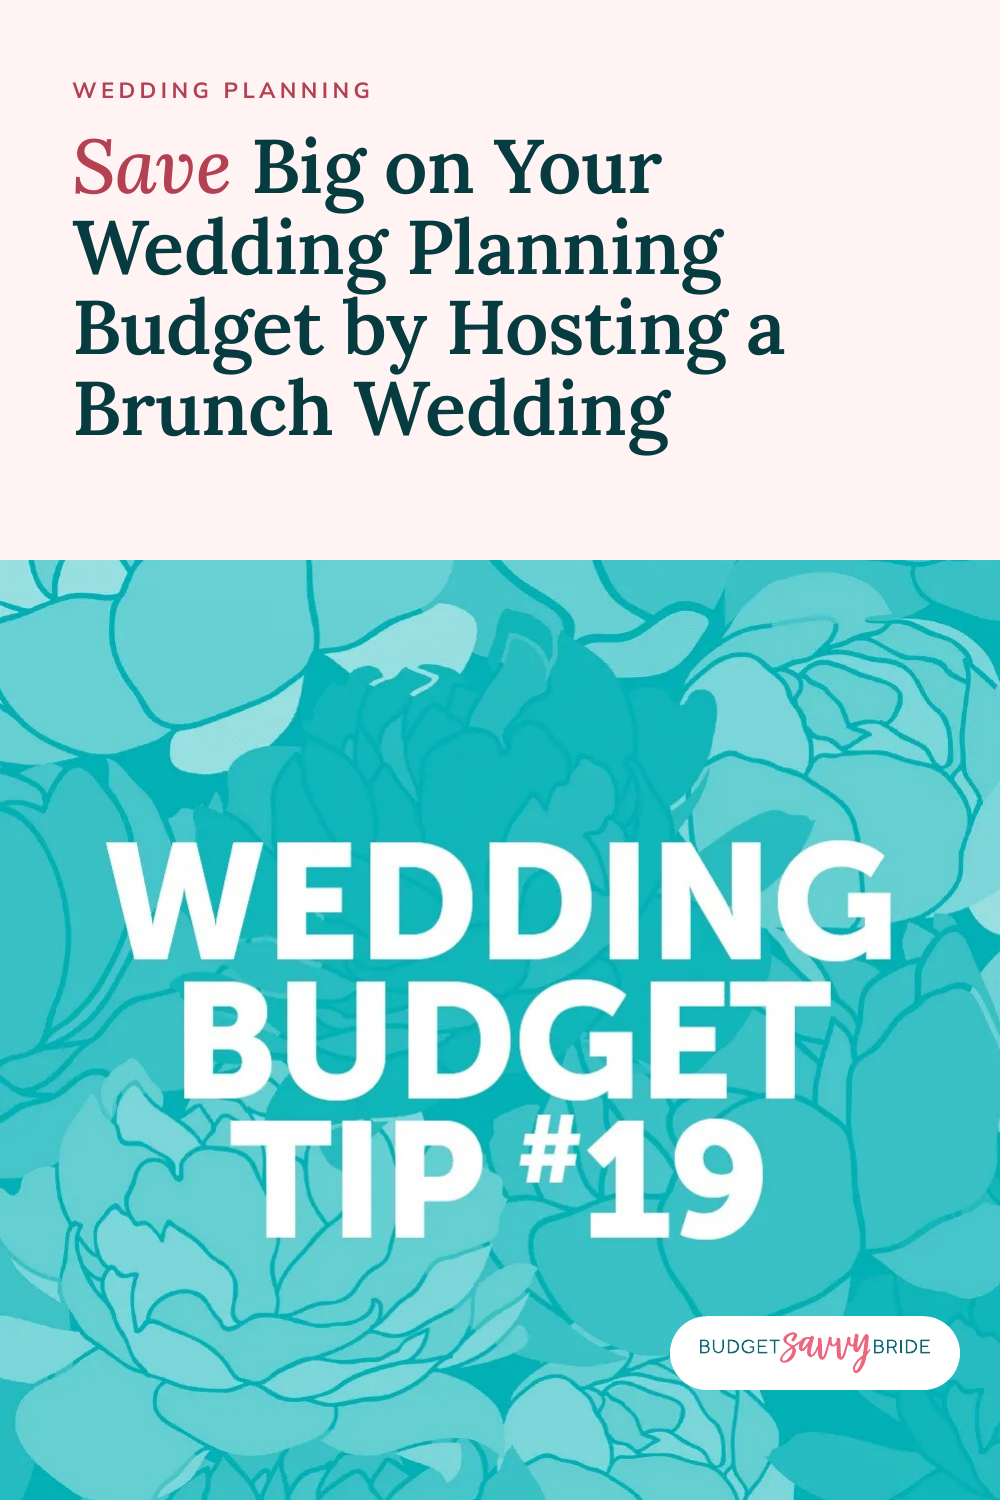 WEDDING PLANNING
Save Big on Your
Wedding Planning
Budget by Hosting a
Brunch Wedding
WEDDING
BUDGET
TIP #19
BUDGET savvy BRIDE